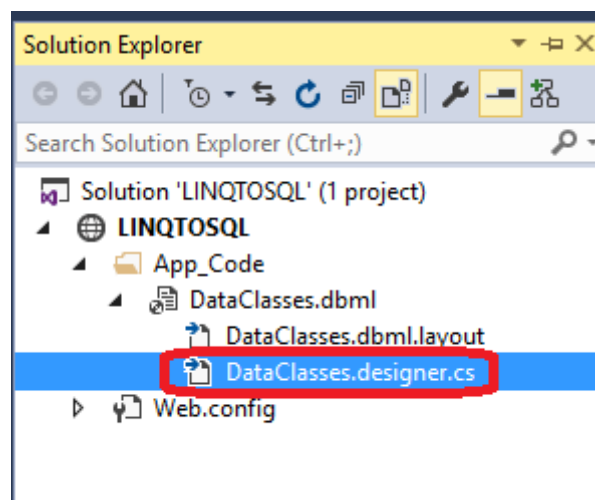 Solution Explorer
Search Solution Explorer (Ctrl+;)
Solution 'LINQTOSQL' (1 project)
LINQTOSQL
App_Code
DataClasses.dbml
DataClasses.dbml.layout
DataClasses.designer.cs
Web.config